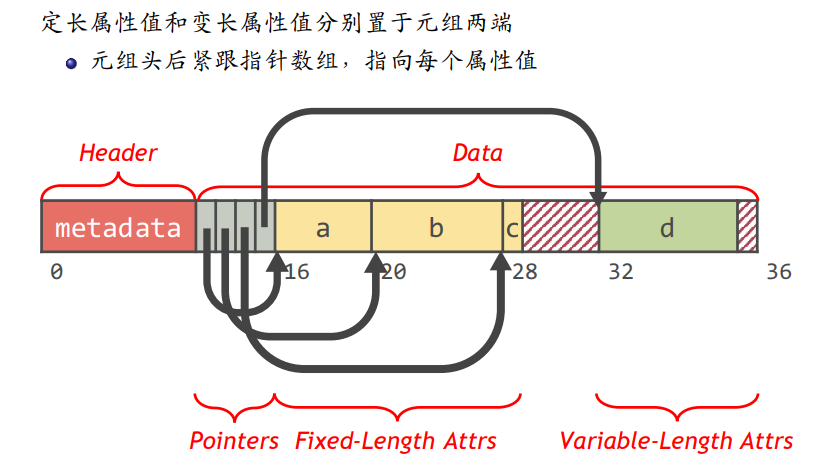 定长属性值和变长属性值分别置于元组两端
元组头后紧跟指针数组，指向每个属性值
Header
Data
metadata
a
b
c
d
0
16
20
28
32
36
Pointers
Fixed-Length Attrs
Variable-Length Attrs